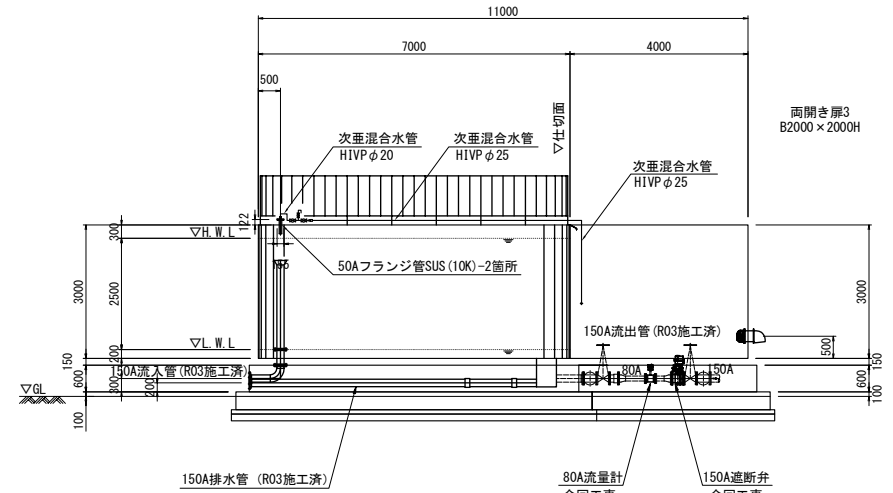 11000
7000
4000
500
▽仕切面
両開き扉3
B2000×2000H
次亜混合水管
HIVPφ20
次亜混合水管
HIVPφ25
次亜混合水管
HIVPφ25
122
300
▽H.W.L
50Aフランジ管SUS(10K)-2箇所
3000
2500
3000
150A流出管(R03施工済)
▽L.W.L
200
500
150
150
150A流入管(R03施工済)
80A
150A
600
300
200
600
▽GL
100
100
150A排水管 (R03施工済)
80A流量計
150A遮断弁